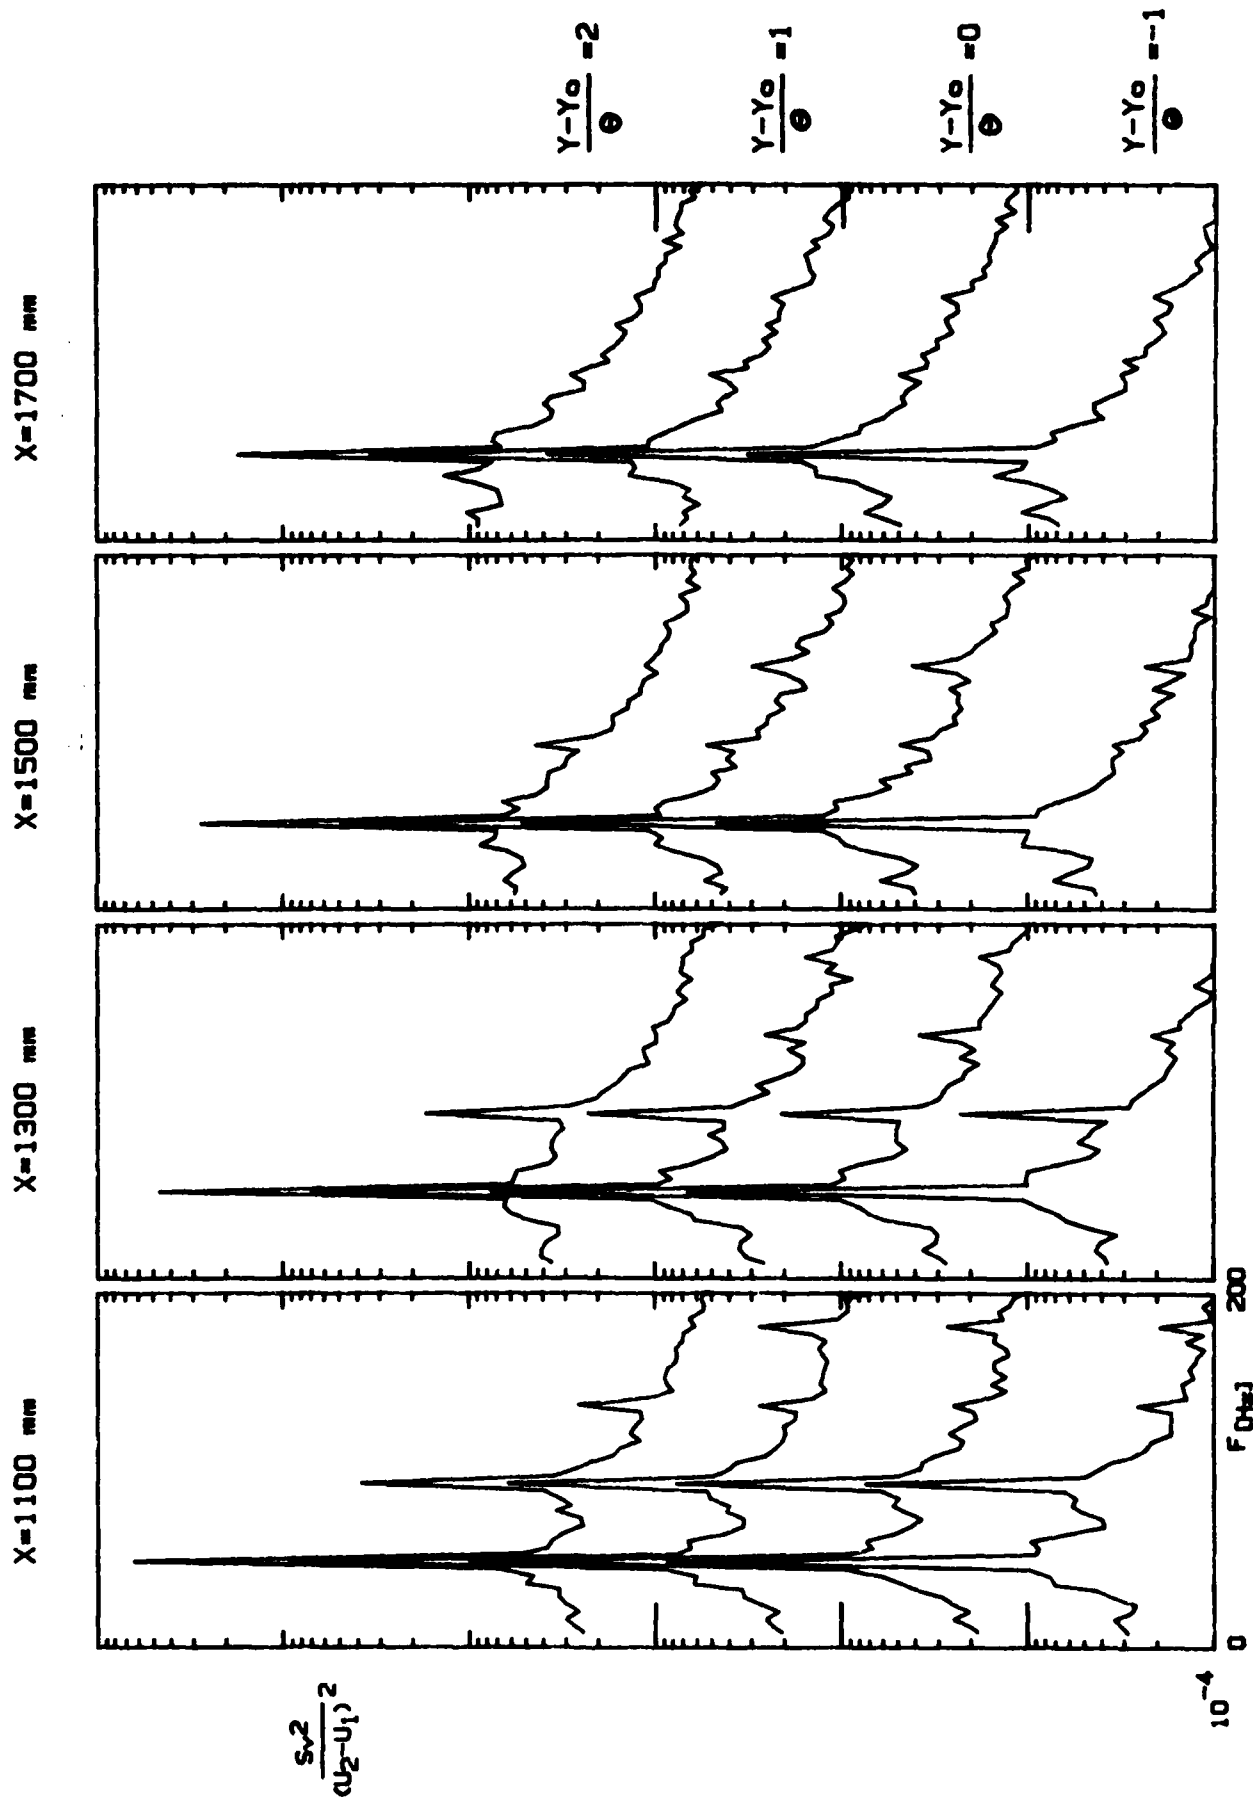 X=1100 mm
X=1300 mm
X=1500 mm
X=1700 mm
Sv2
(U2-U1)2
Y-Yo
θ
=2
Y-Yo
θ
=1
Y-Yo
θ
=0
Y-Yo
θ
=-1
10-4
0
F[Hz]
200